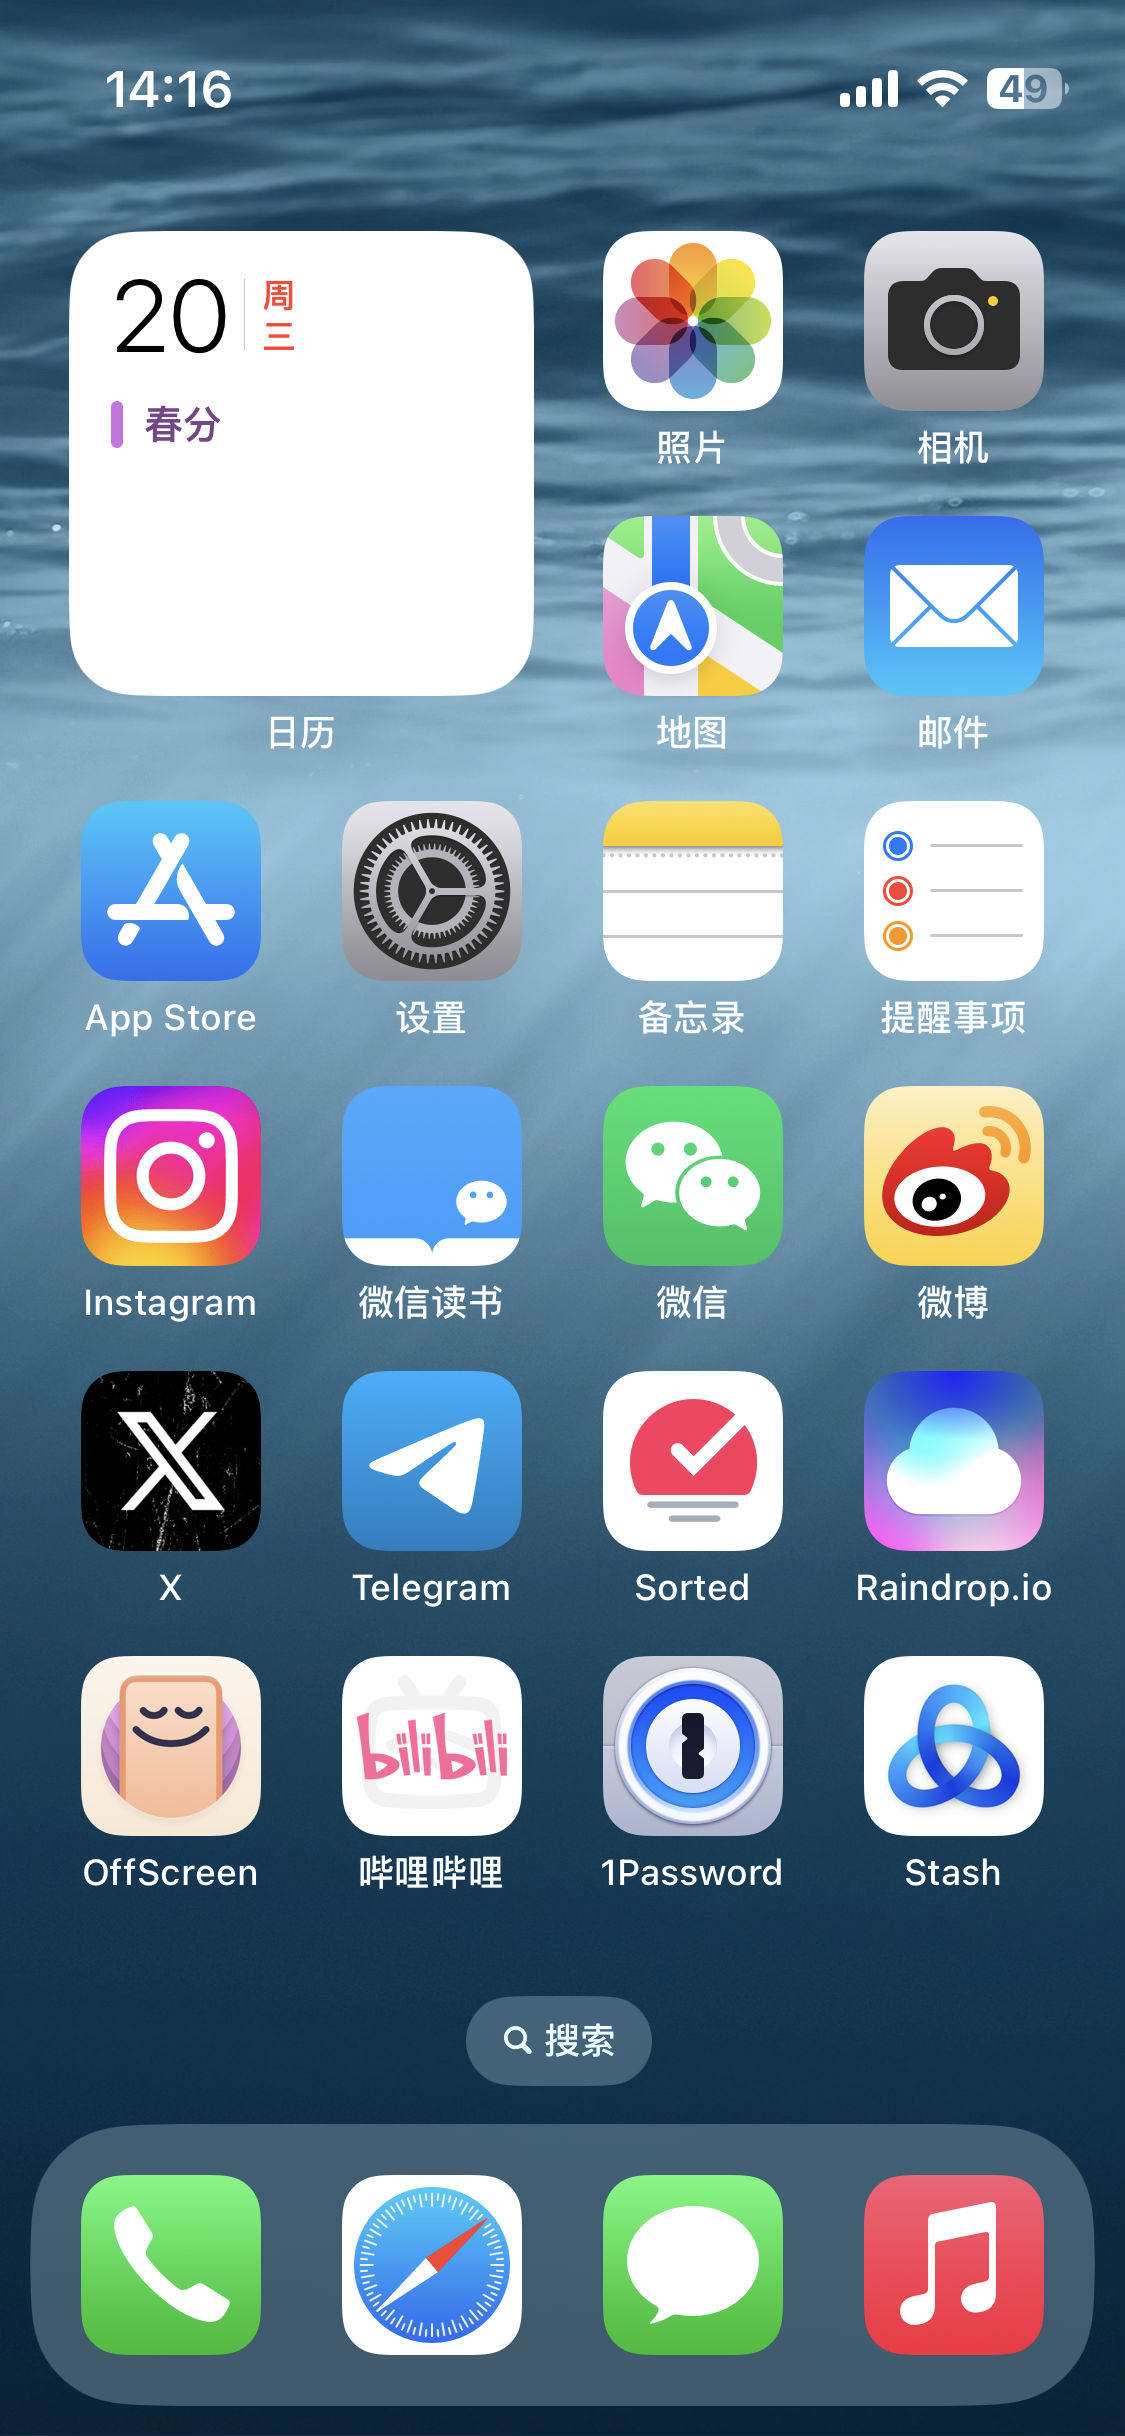 14:16
49
20
周三
春分
照片
相机
日历
地图
邮件
App Store
设置
备忘录
提醒事项
Instagram
微信读书
微信
微博
X
Telegram
Sorted
Raindrop.io
bilibili
OffScreen
哔哩哔哩
1Password
Stash
搜索